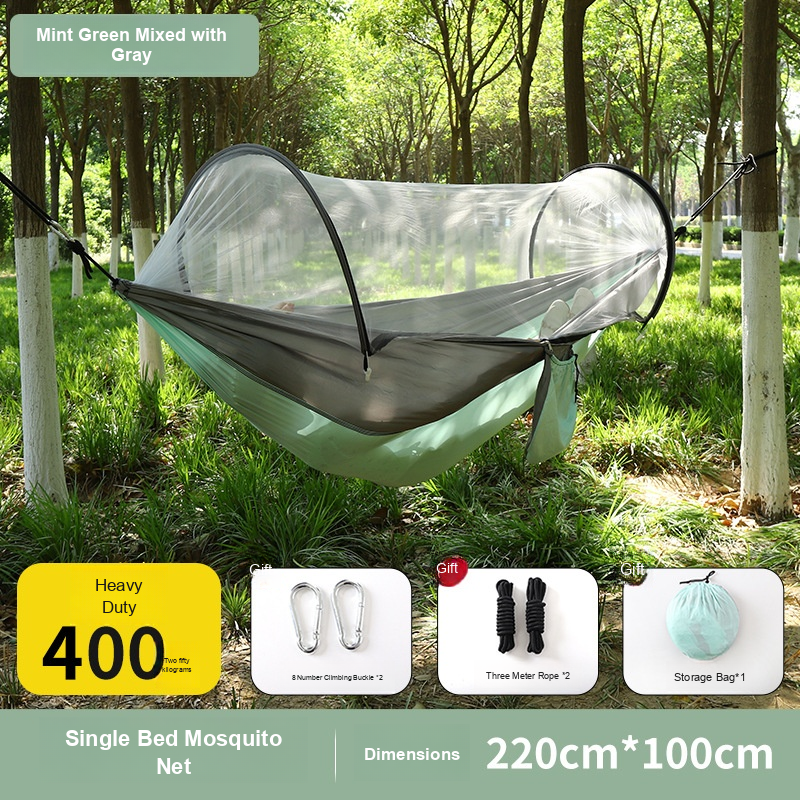 Mint Green Mixed with
Gray
Heavy
Duty
400
Two fifty
kilograms
Gift
8 Number Climbing Buckle *2
Gift
Three Meter Rope *2
Gift
Storage Bag*1
Single Bed Mosquito
Net
Dimensions
220cm*100cm